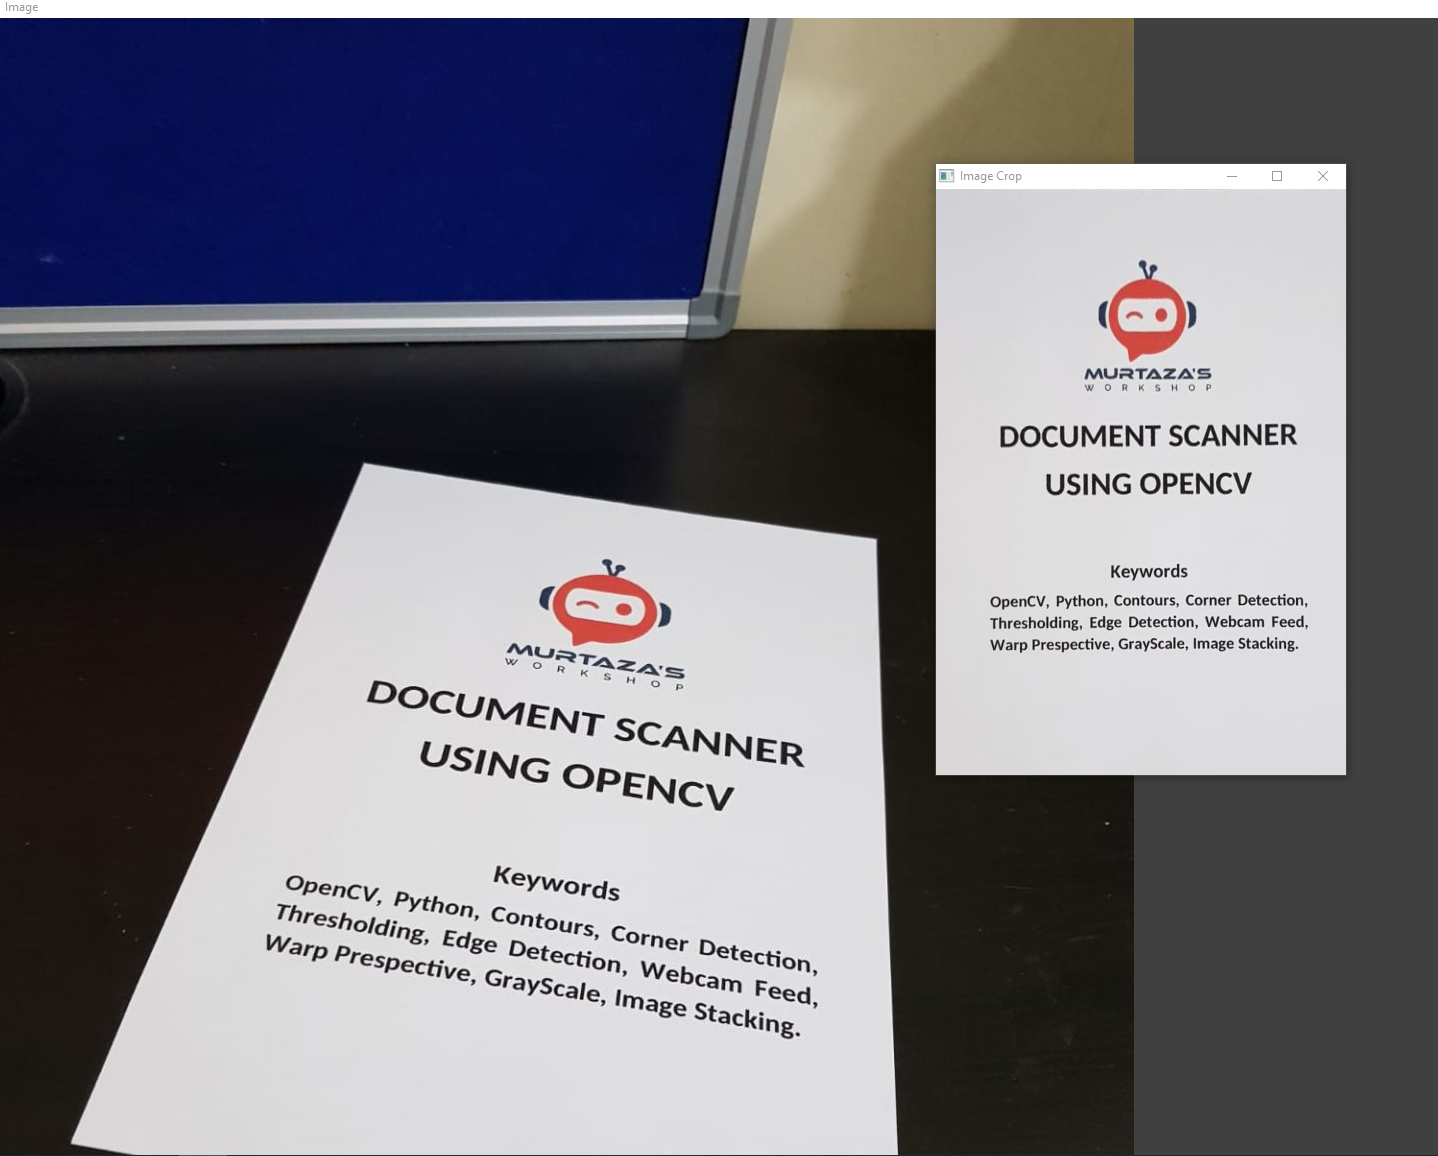 Image
Image Crop
MURTAZA'S
WORKSHOP
DOCUMENT SCANNER
USING OPENCV
Keywords
OpenCV, Python, Contours, Corner Detection,
Thresholding, Edge Detection, Webcam Feed,
Warp Prespective, GrayScale, Image Stacking.
MURTAZA'S
WORKSHOP
DOCUMENT SCANNER
USING OPENCV
Keywords
OpenCV, Python, Contours, Corner Detection,
Thresholding, Edge Detection, Webcam Feed,
Warp Prespective, GrayScale, Image Stacking.